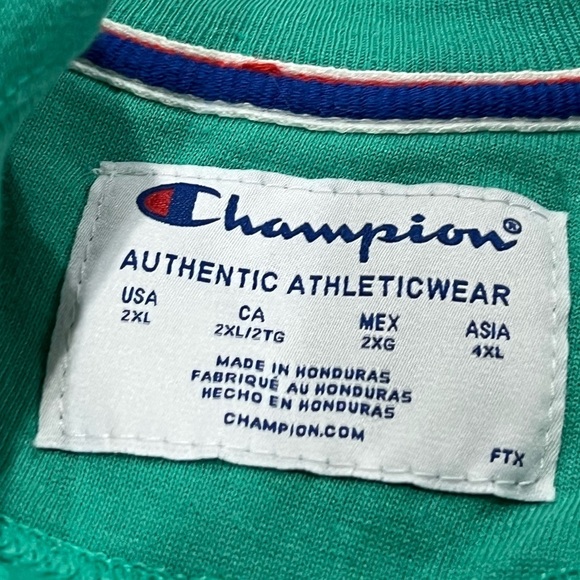 Champion®
AUTHENTIC ATHLETICWEAR
USA CA MEX ASIA
2XL 2XL/2TG 2XG 4XL
MADE IN HONDURAS
FABRIQUÉ AU HONDURAS
HECHO EN HONDURAS
CHAMPION.COM
FTX